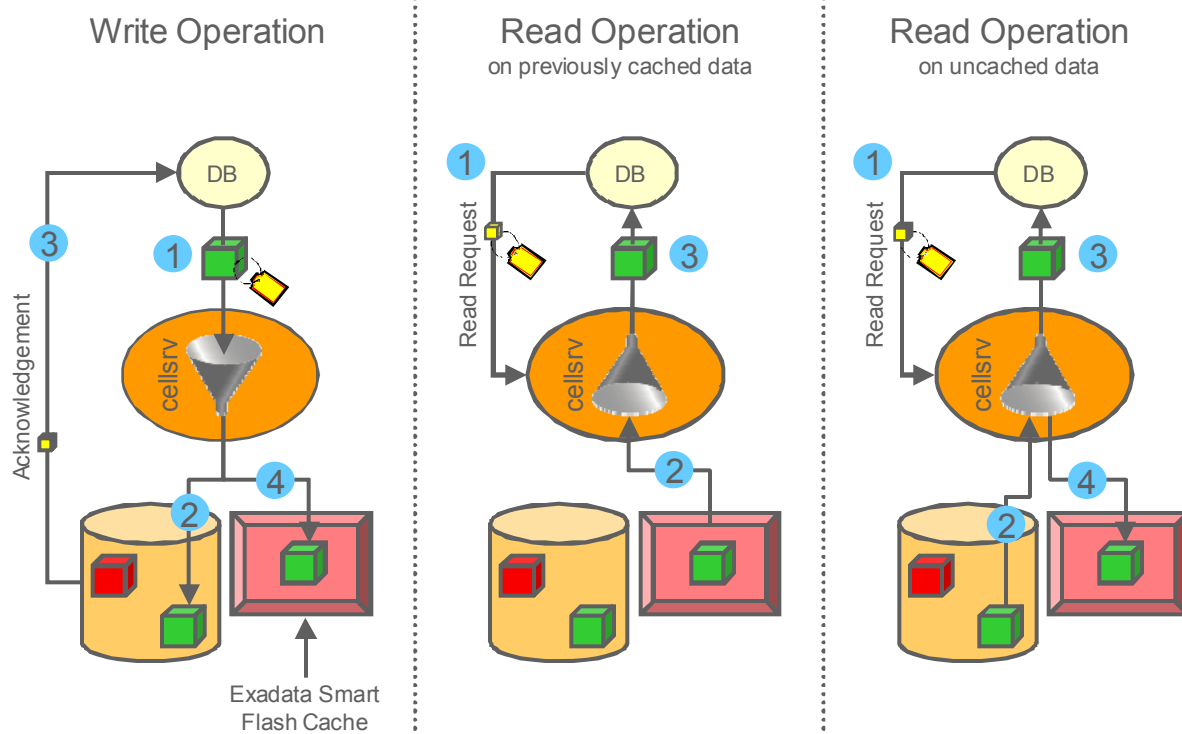 Write Operation
DB
1
3
Acknowledgement
cellsrv
4
2
Exadata Smart
Flash Cache
Read Operation
on previously cached data
1
DB
Read Request
3
cellsrv
2
Read Operation
on uncached data
1
DB
Read Request
3
cellsrv
4
2